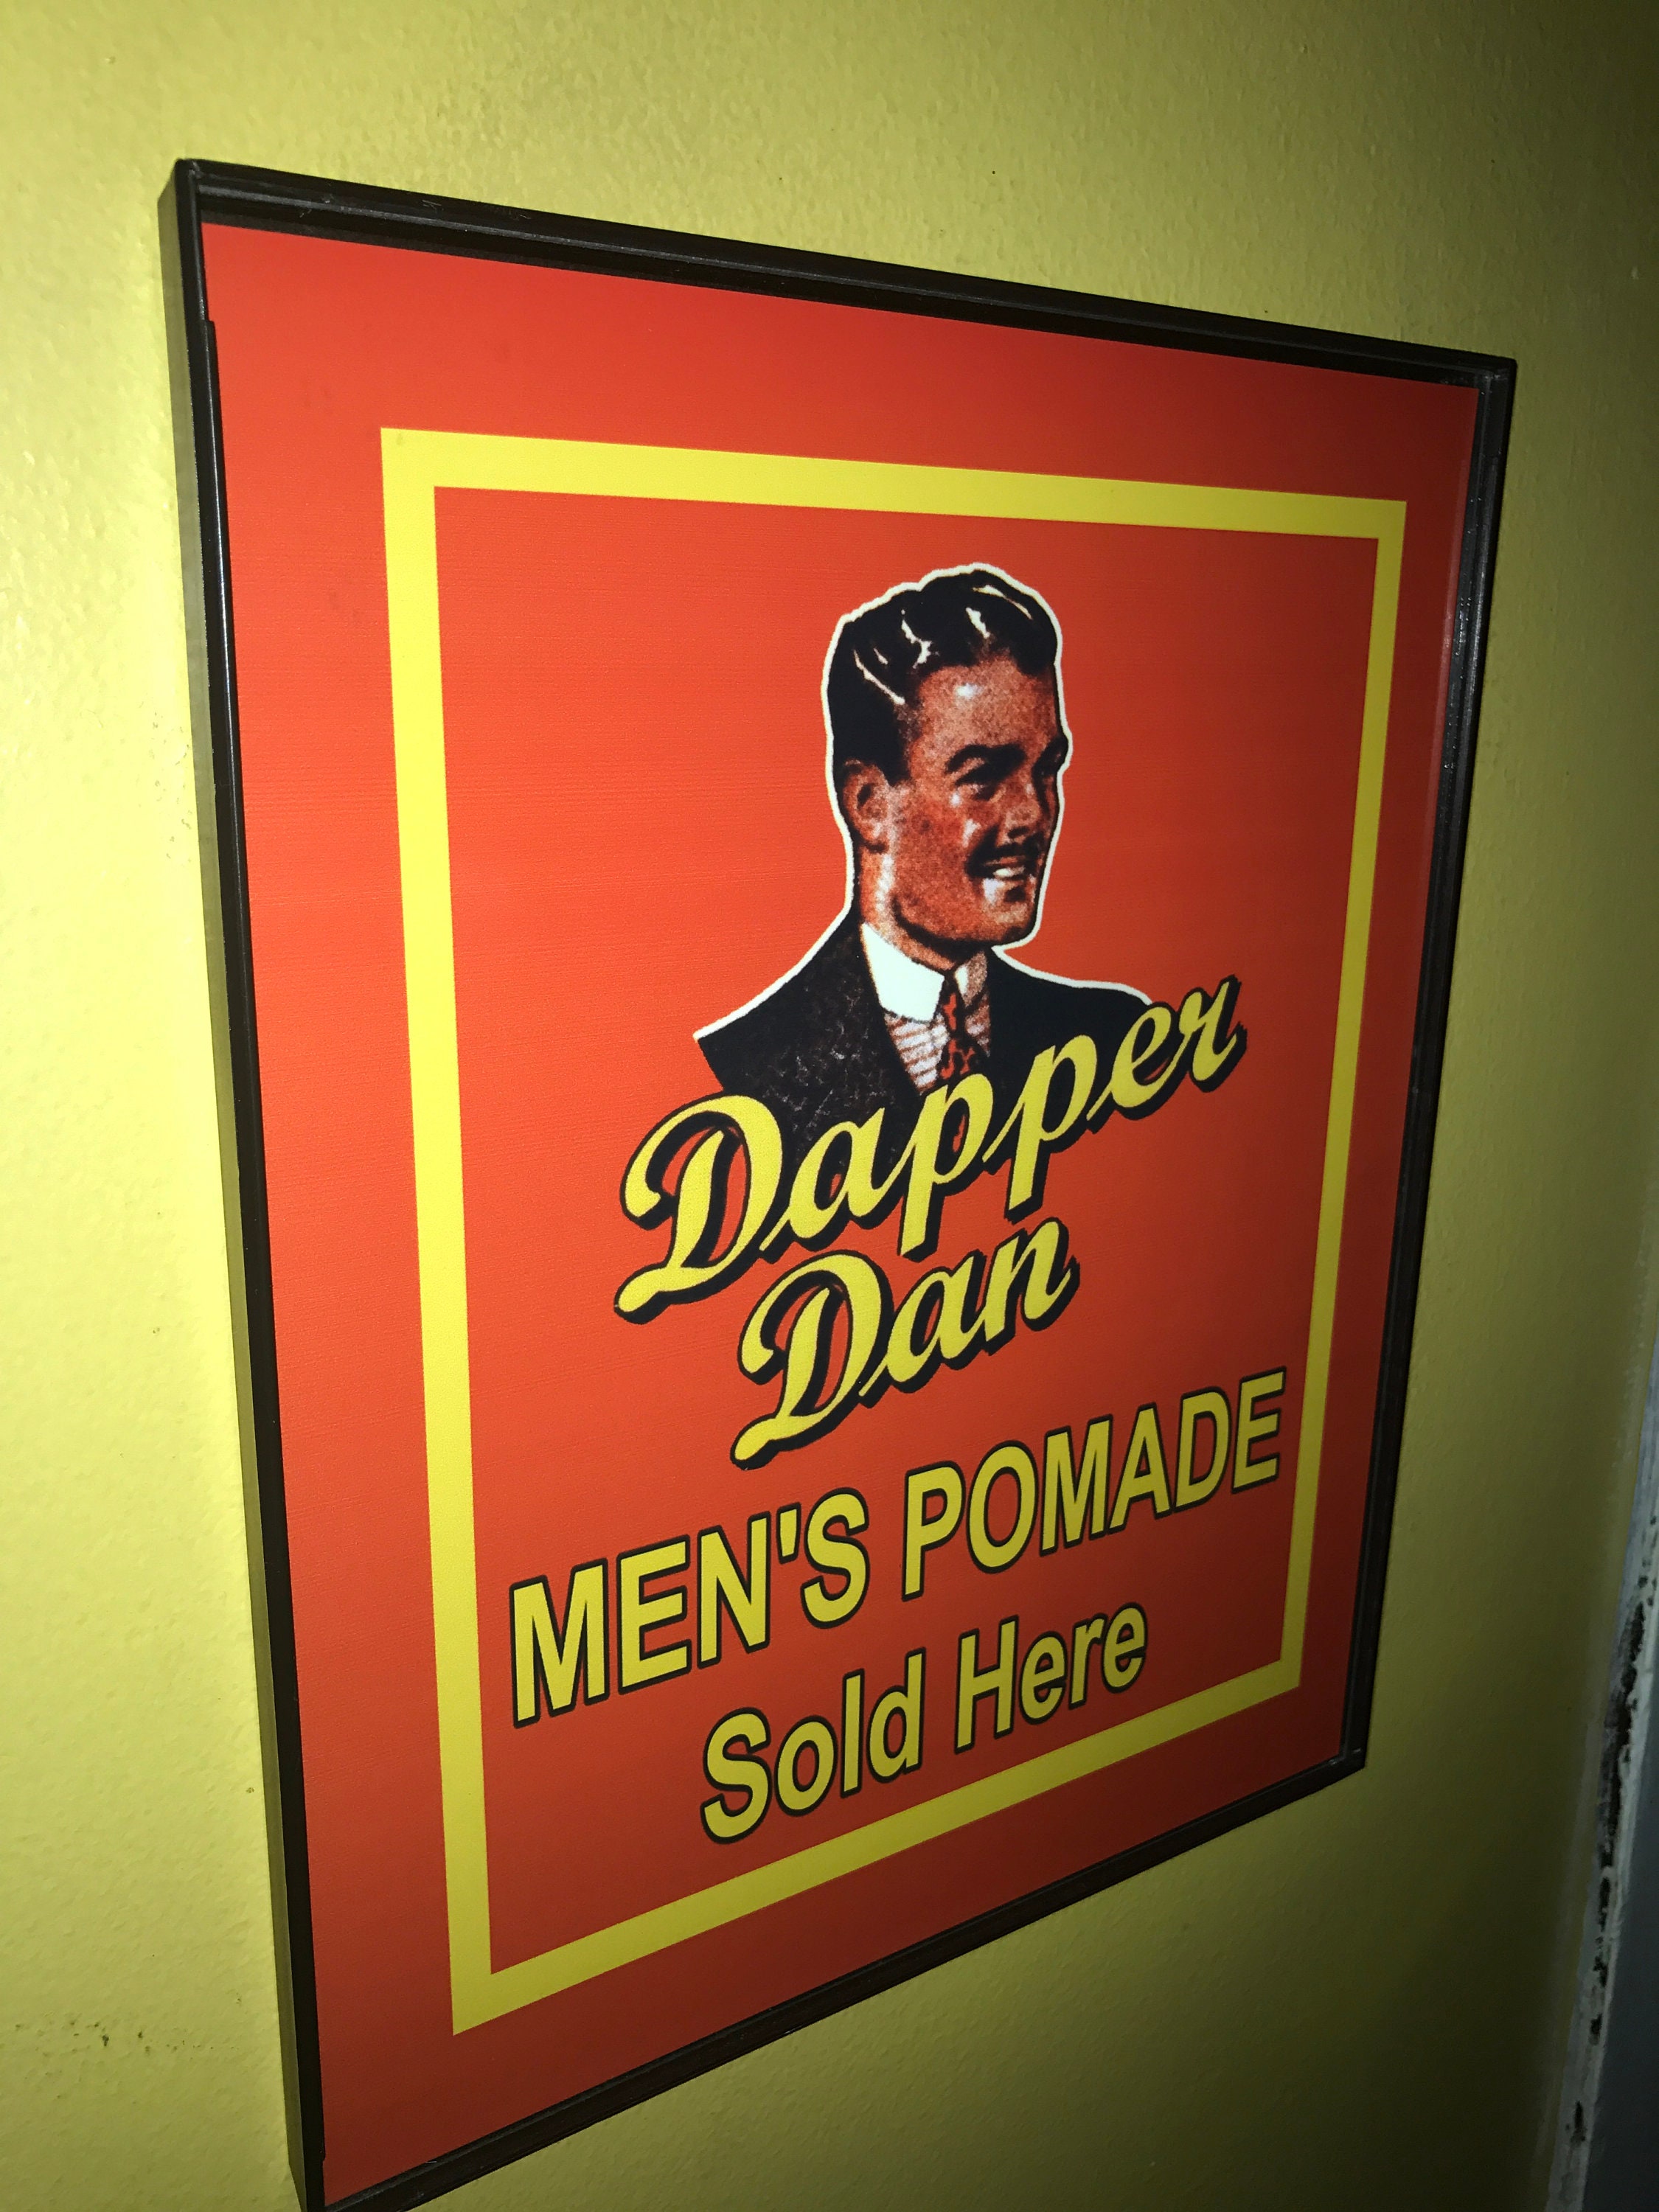 Dapper
Dan
MEN'S POMADE
Sold Here